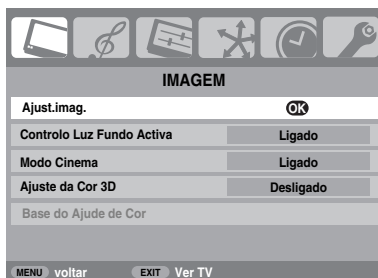 IMAGEM
Ajust.imag. OK
Controlo Luz Fundo Activa Ligado
Modo Cinema Ligado
Ajuste da Cor 3D Desligado
Base do Ajude de Cor
MENU voltar EXIT Ver TV